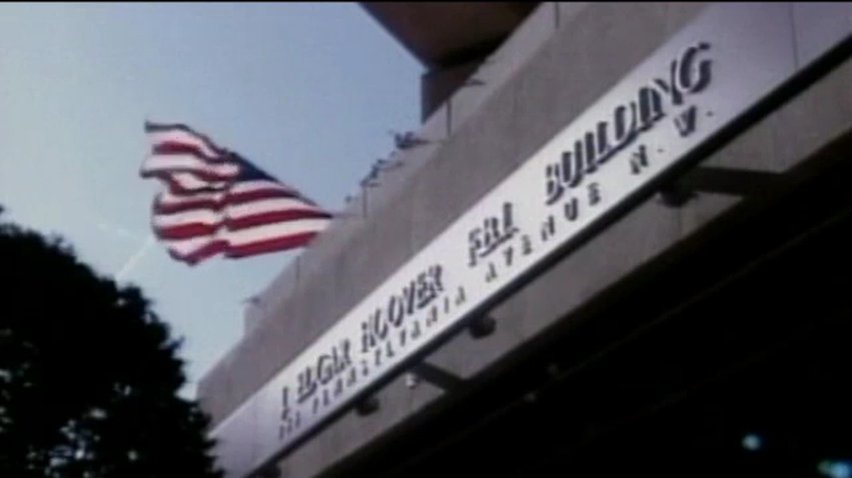 J. EDGAR HOOVER FBI BUILDING
PENNSYLVANIA AVENUE N.W.